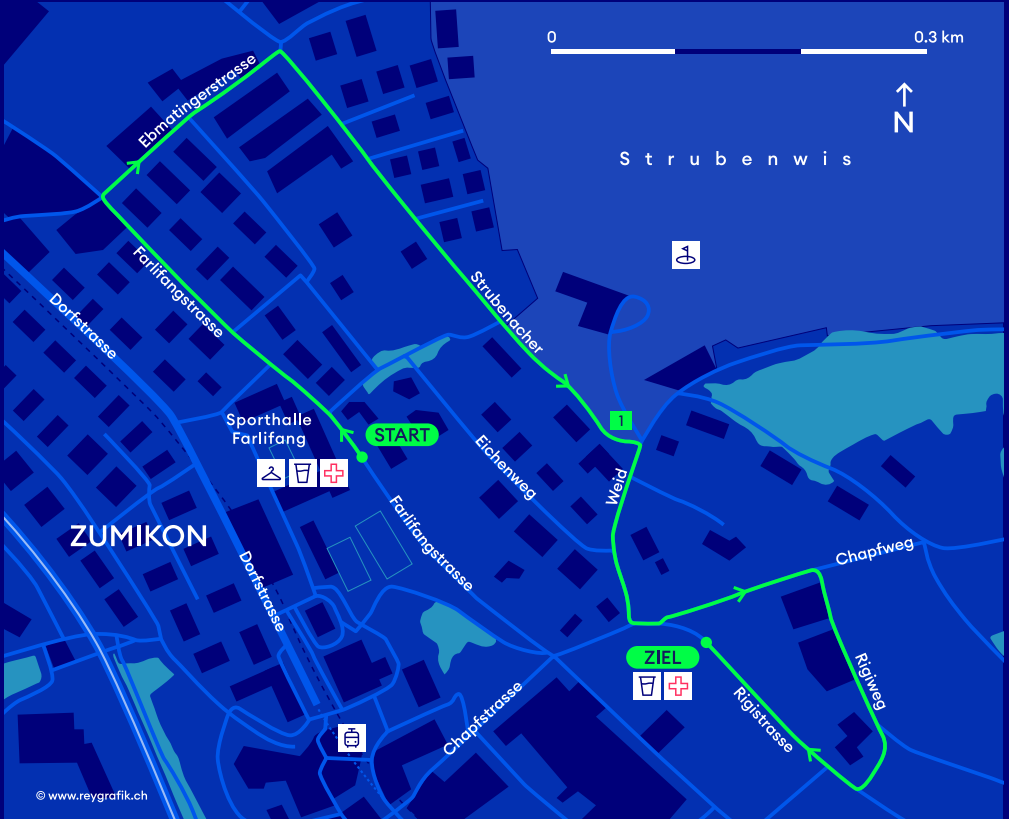 0 0.3 km
N
Strubenwis
Ebmatingerstrasse
Farlifangstrasse
Dorfstrasse
Strubenacher
Sporthalle
Farlifang
START
1
Eichenweg
Weid
ZUMIKON
Farlifangstrasse
Dorfstrasse
Chapfweg
ZIEL
Rigiweg
Rigistrasse
Chapfstrasse
© www.reygrafik.ch